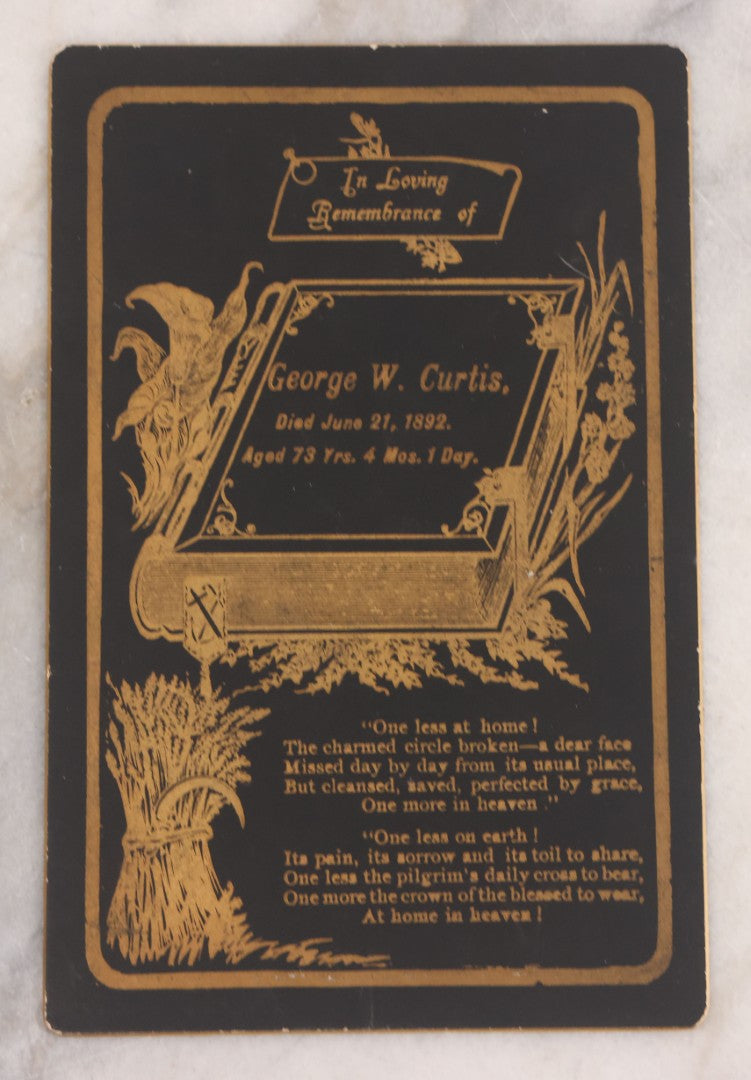 In Loving
Remembrance of
George W. Curtis,
Died June 21, 1892.
Aged 73 Yrs. 4 Mos. 1 Day.
"One less at home!
The charmed circle broken—a dear face
Missed day by day from its usual place,
But cleansed, saved, perfected by grace,
One more in heaven."
"One less on earth!
Its pain, its sorrow and its toil to share,
One less the pilgrim's daily cross to bear,
One more the crown of the blessed to wear,
At home in heaven!